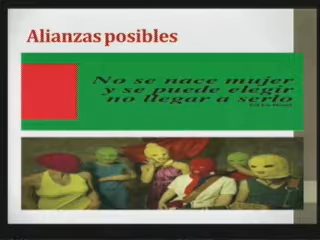 Alianzas posibles
No se nace mujer
y se puede elegir
no llegar a serlo